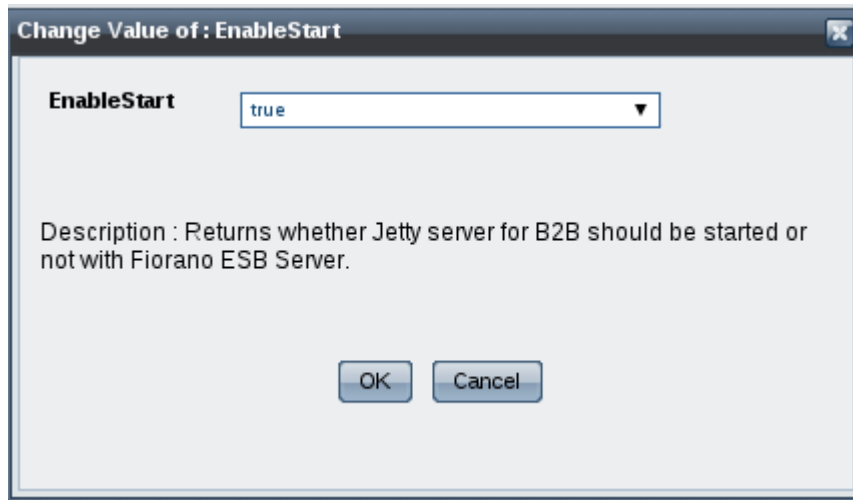 Change Value of : EnableStart
EnableStart
true
Description : Returns whether Jetty server for B2B should be started or
not with Fiorano ESB Server.
OK Cancel